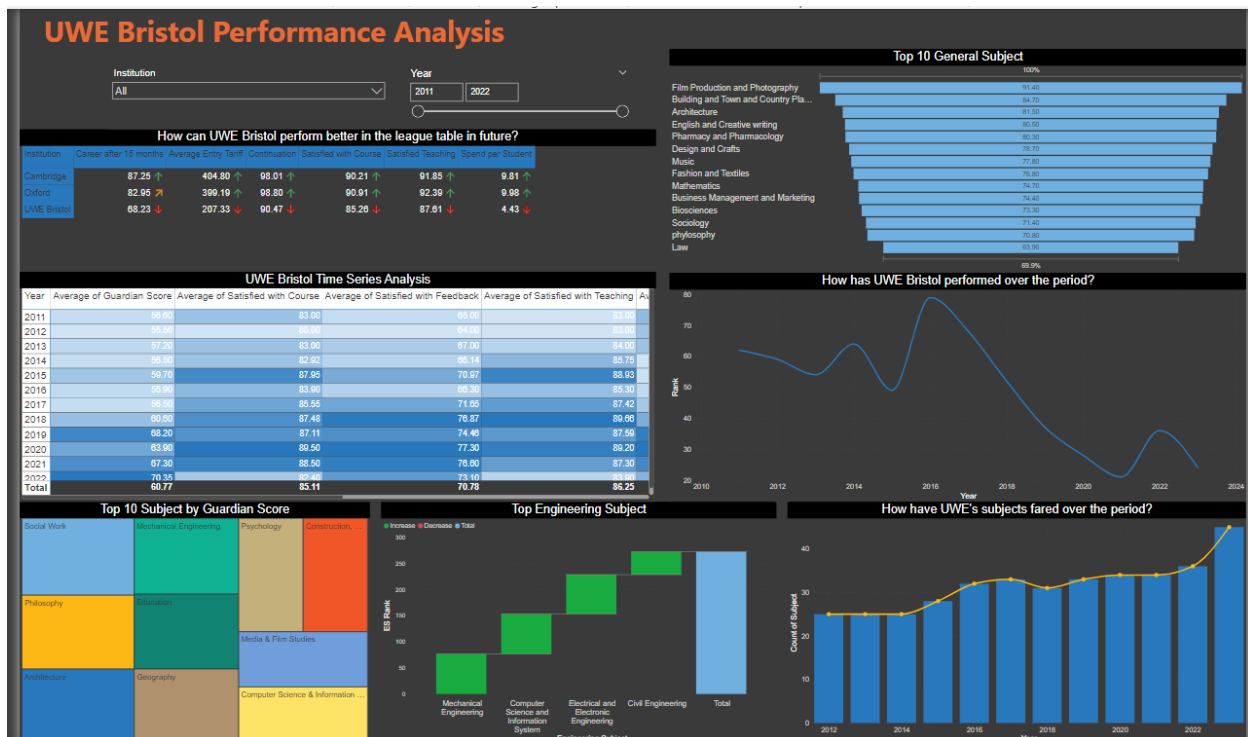 UWE Bristol Performance Analysis
Institution
All
Year
2011 2022
How can UWE Bristol perform better in the league table in future?
Institution Career after 15 months Average Entry Tariff Continuation Satisfied with Course Satisfied Teaching Spend per Student
Cambridge 87.25 404.80 98.01 90.21 91.85 9.81
Oxford 82.95 399.19 98.80 90.91 92.39 9.98
UWE Bristol 68.23 207.33 90.47 85.26 87.61 4.43
Top 10 General Subject
100%
Film Production and Photography 91.40
Building and Town and Country Pla... 84.70
Architecture 81.50
English and Creative writing 80.50
Pharmacy and Pharmacology 80.30
Design and Crafts 78.70
Music 77.80
Fashion and Textiles 76.80
Mathematics 74.70
Business Management and Marketing 74.40
Biosciences 73.30
Sociology 71.40
phylosophy 70.80
Law 63.90
69.9%
UWE Bristol Time Series Analysis
Year Average of Guardian Score Average of Satisfied with Course Average of Satisfied with Feedback Average of Satisfied with Teaching
2011 56.60 83.00 65.00 83.00
2012 55.50 80.00 64.00 83.00
2013 57.20 83.00 67.00 84.00
2014 56.50 82.92 66.14 85.75
2015 59.70 87.95 70.97 88.93
2016 56.90 83.90 66.30 85.30
2017 56.50 85.55 71.65 87.42
2018 60.60 87.48 76.87 89.66
2019 68.20 87.11 74.46 87.59
2020 63.90 89.50 77.30 89.20
2021 67.30 88.50 76.60 87.30
2022 70.35 82.40 73.10 83.90
Total 60.77 85.11 70.78 86.25
How has UWE Bristol performed over the period?
80
70
60
50
40
30
20
Rank
2010 2012 2014 2016 2018 2020 2022 2024
Year
Top 10 Subject by Guardian Score
Social Work
Mechanical Engineering
Psychology
Construction, ...
Philosophy
Education
Media & Film Studies
Architecture
Geography
Computer Science & Information ...
Top Engineering Subject
Increase Decrease Total
300
250
200
150
100
50
0
ES Rank
Mechanical Engineering
Computer Science and Information System
Electrical and Electronic Engineering
Civil Engineering
Total
Engineering Subject
How have UWE's subjects fared over the period?
40
30
20
10
0
Count of Subject
2012 2014 2016 2018 2020 2022
Year